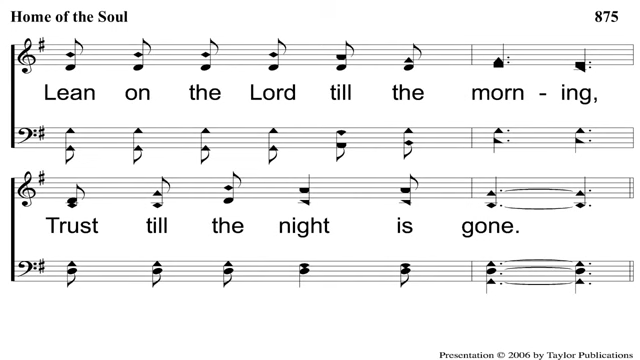 Home of the Soul 875
Lean on the Lord till the morn - ing,
Trust till the night is gone.
Presentation © 2006 by Taylor Publications